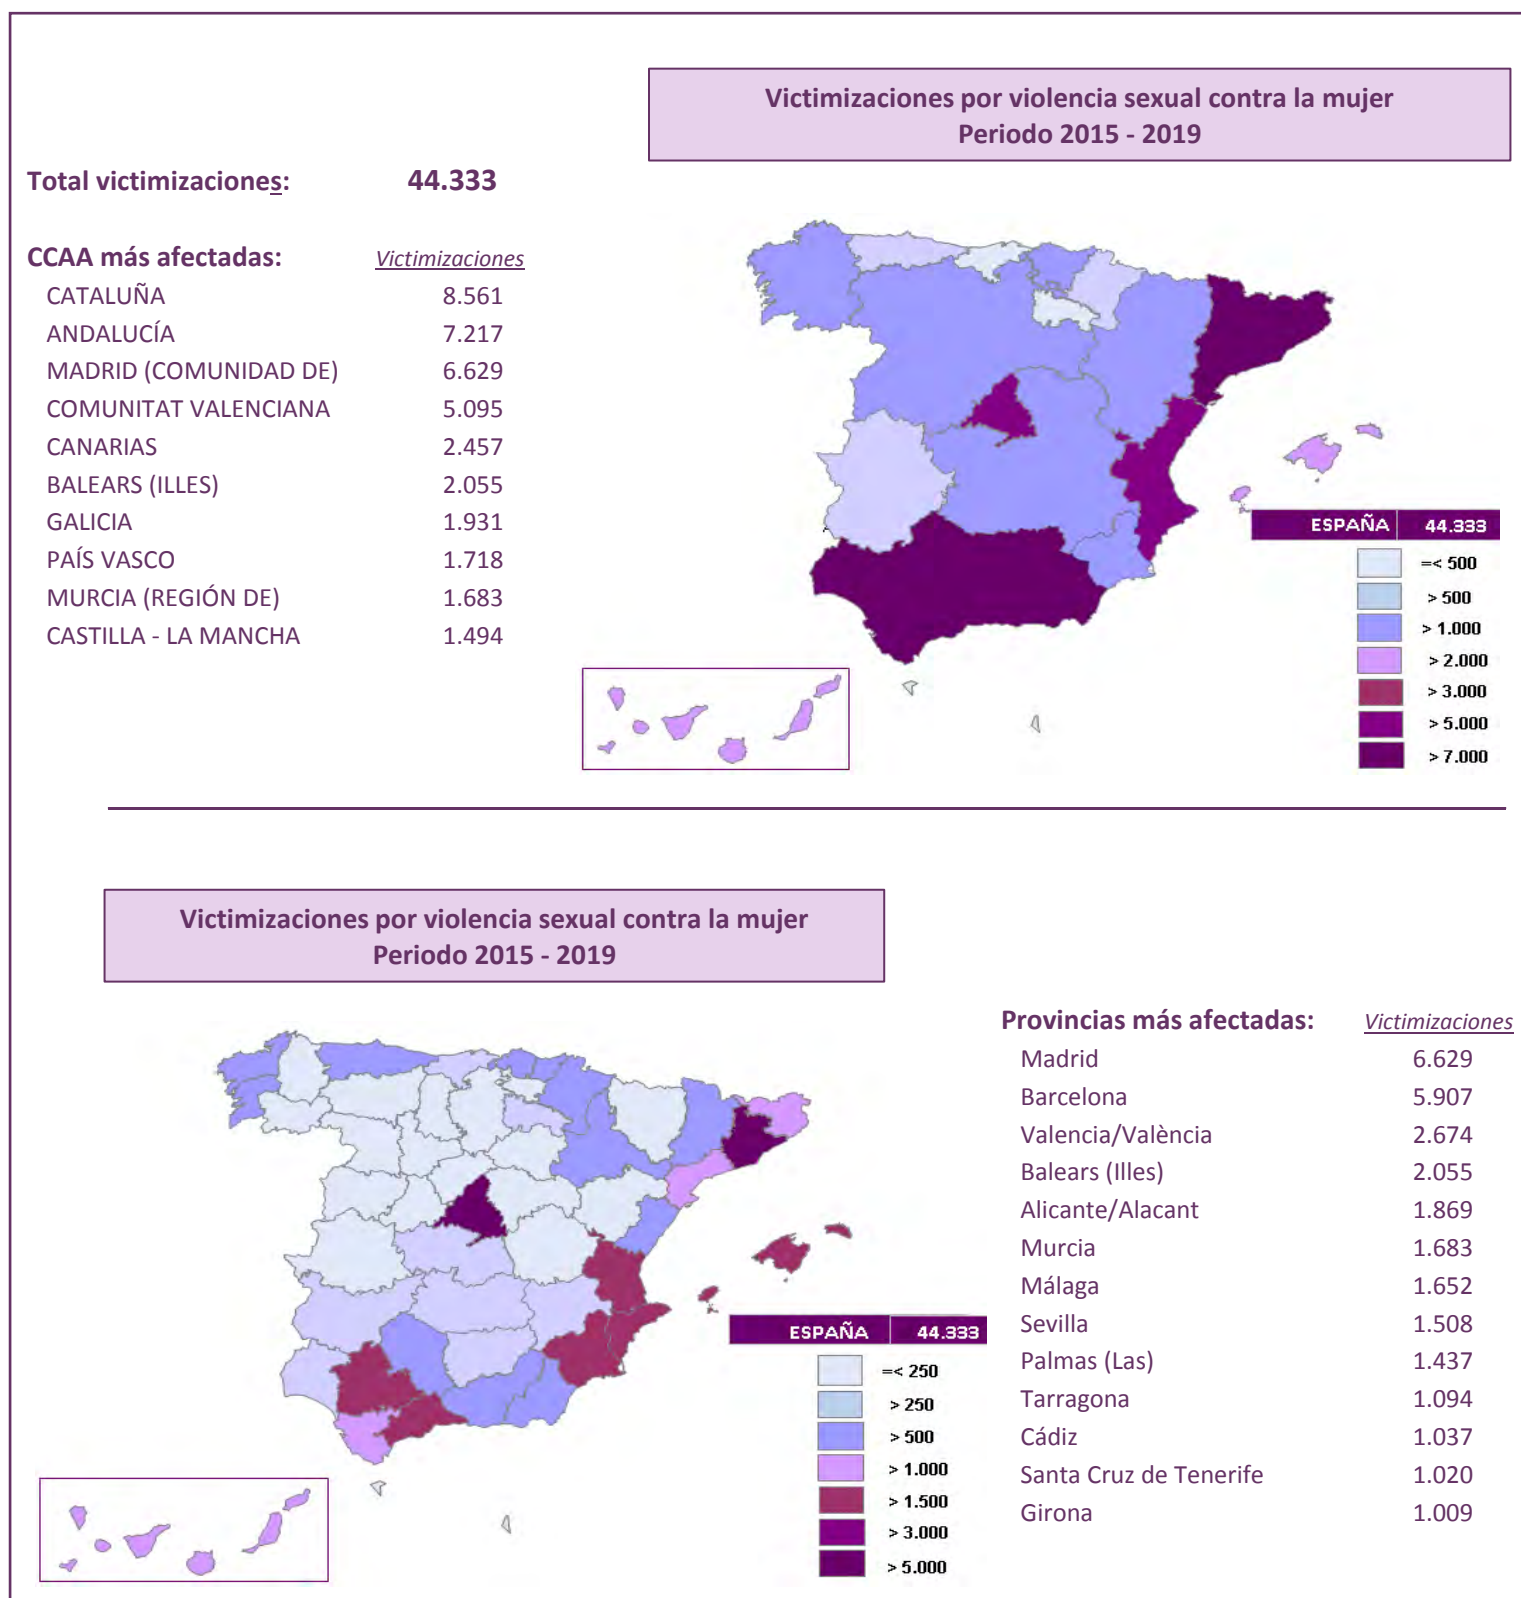 Victimizaciones por violencia sexual contra la mujer
Periodo 2015 - 2019
Total victimizaciones: 44.333
CCAA más afectadas: Victimizaciones
CATALUÑA 8.561
ANDALUCÍA 7.217
MADRID (COMUNIDAD DE) 6.629
COMUNITAT VALENCIANA 5.095
CANARIAS 2.457
BALEARS (ILLES) 2.055
GALICIA 1.931
PAÍS VASCO 1.718
MURCIA (REGIÓN DE) 1.683
CASTILLA - LA MANCHA 1.494
ESPAÑA 44.333
=< 500
> 500
> 1.000
> 2.000
> 3.000
> 5.000
> 7.000
Victimizaciones por violencia sexual contra la mujer
Periodo 2015 - 2019
Provincias más afectadas: Victimizaciones
Madrid 6.629
Barcelona 5.907
Valencia/València 2.674
Balears (Illes) 2.055
Alicante/Alacant 1.869
Murcia 1.683
Málaga 1.652
Sevilla 1.508
Palmas (Las) 1.437
Tarragona 1.094
Cádiz 1.037
Santa Cruz de Tenerife 1.020
Girona 1.009
ESPAÑA 44.333
=< 250
> 250
> 500
> 1.000
> 1.500
> 3.000
> 5.000